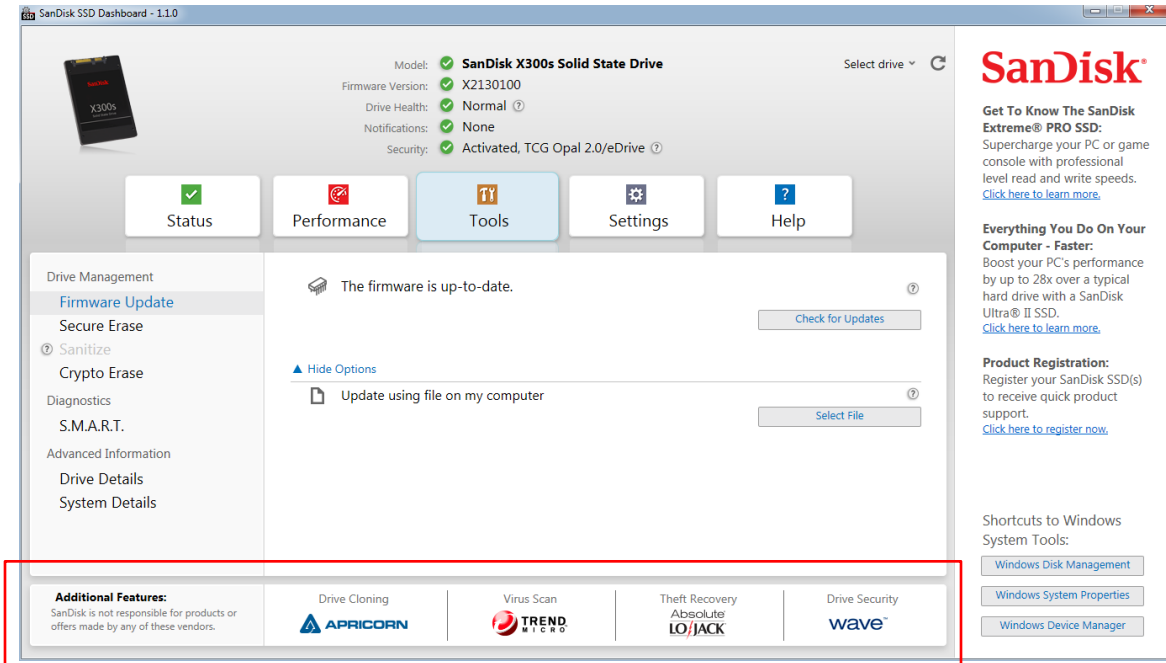 SanDisk SSD Dashboard - 1.1.0
SanDisk
X300s
Model: SanDisk X300s Solid State Drive
Firmware Version: X2130100
Drive Health: Normal ?
Notifications: None
Security: Activated, TCG Opal 2.0/eDrive ?
Select drive
Status
Performance
Tools
Settings
? Help
Drive Management
Firmware Update
Secure Erase
? Sanitize
Crypto Erase
Diagnostics
S.M.A.R.T.
Advanced Information
Drive Details
System Details
The firmware is up-to-date. ?
Check for Updates
▲ Hide Options
Update using file on my computer ?
Select File
Additional Features:
SanDisk is not responsible for products or
offers made by any of these vendors.
Drive Cloning
APRICORN
Virus Scan
TREND
MICRO
Theft Recovery
Absolute
LO/JACK
Drive Security
wave™
SanDisk®
Get To Know The SanDisk
Extreme® PRO SSD:
Supercharge your PC or game
console with professional
level read and write speeds.
Click here to learn more.
Everything You Do On Your
Computer - Faster:
Boost your PC's performance
by up to 28x over a typical
hard drive with a SanDisk
Ultra® II SSD.
Click here to learn more.
Product Registration:
Register your SanDisk SSD(s)
to receive quick product
support.
Click here to register now.
Shortcuts to Windows
System Tools:
Windows Disk Management
Windows System Properties
Windows Device Manager